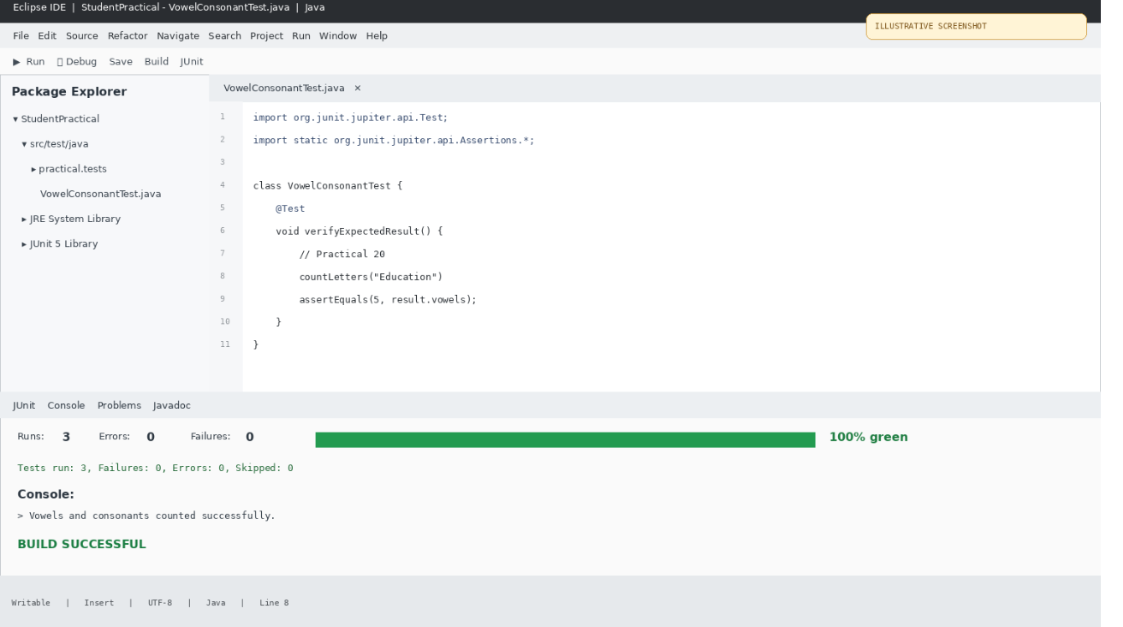 Eclipse IDE | StudentPractical - VowelConsonantTest.java | Java
ILLUSTRATIVE SCREENSHOT
File Edit Source Refactor Navigate Search Project Run Window Help
▶ Run Debug Save Build JUnit
Package Explorer
▾ StudentPractical
▾ src/test/java
▸ practical.tests
VowelConsonantTest.java
▸ JRE System Library
▸ JUnit 5 Library
VowelConsonantTest.java ✕
1 import org.junit.jupiter.api.Test;
2 import static org.junit.jupiter.api.Assertions.*;
3
4 class VowelConsonantTest {
5 @Test
6 void verifyExpectedResult() {
7 // Practical 20
8 countLetters("Education")
9 assertEquals(5, result.vowels);
10 }
11 }
JUnit Console Problems Javadoc
Runs: 3 Errors: 0 Failures: 0 100% green
Tests run: 3, Failures: 0, Errors: 0, Skipped: 0
Console:
> Vowels and consonants counted successfully.
BUILD SUCCESSFUL
Writable | Insert | UTF-8 | Java | Line 8